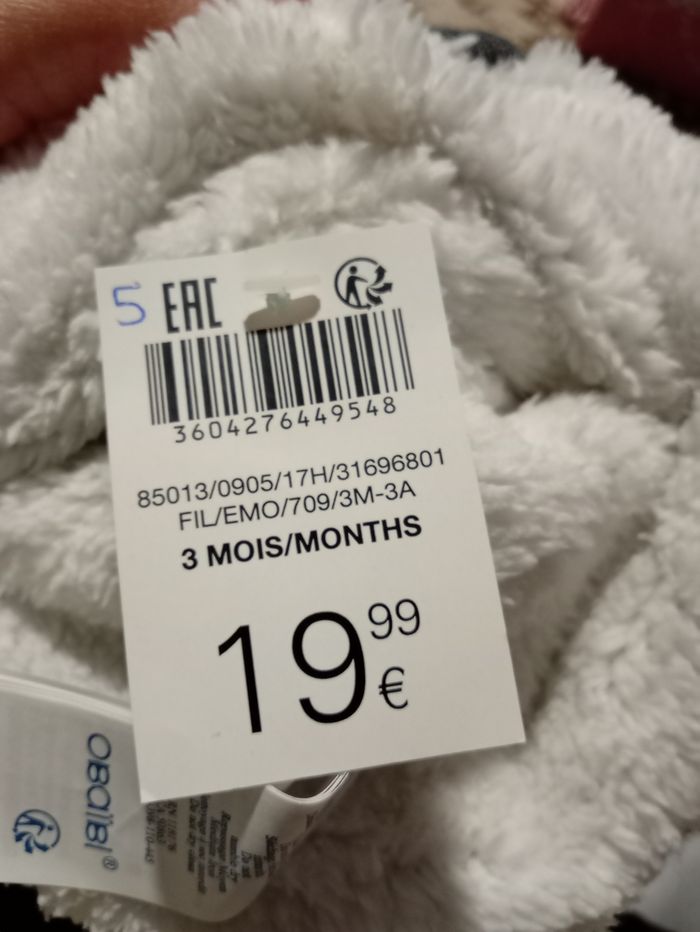 5 EAC
3604276449548
85013/0905/17H/31696801
FIL/EMO/709/3M-3A
3 MOIS/MONTHS
19 99 €
OBAÏBI®